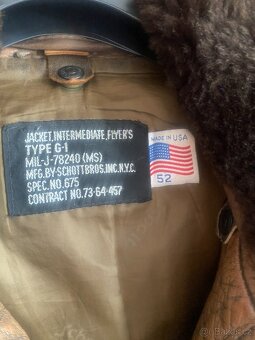 JACKET, INTERMEDIATE, FLYER'S
TYPE G-1
MIL-J-78240 (MS)
MFG. BY SCHOTT BROS. INC. N.Y.C.
SPEC. NO. 675
CONTRACT NO. 73-64-457
MADE IN USA
52